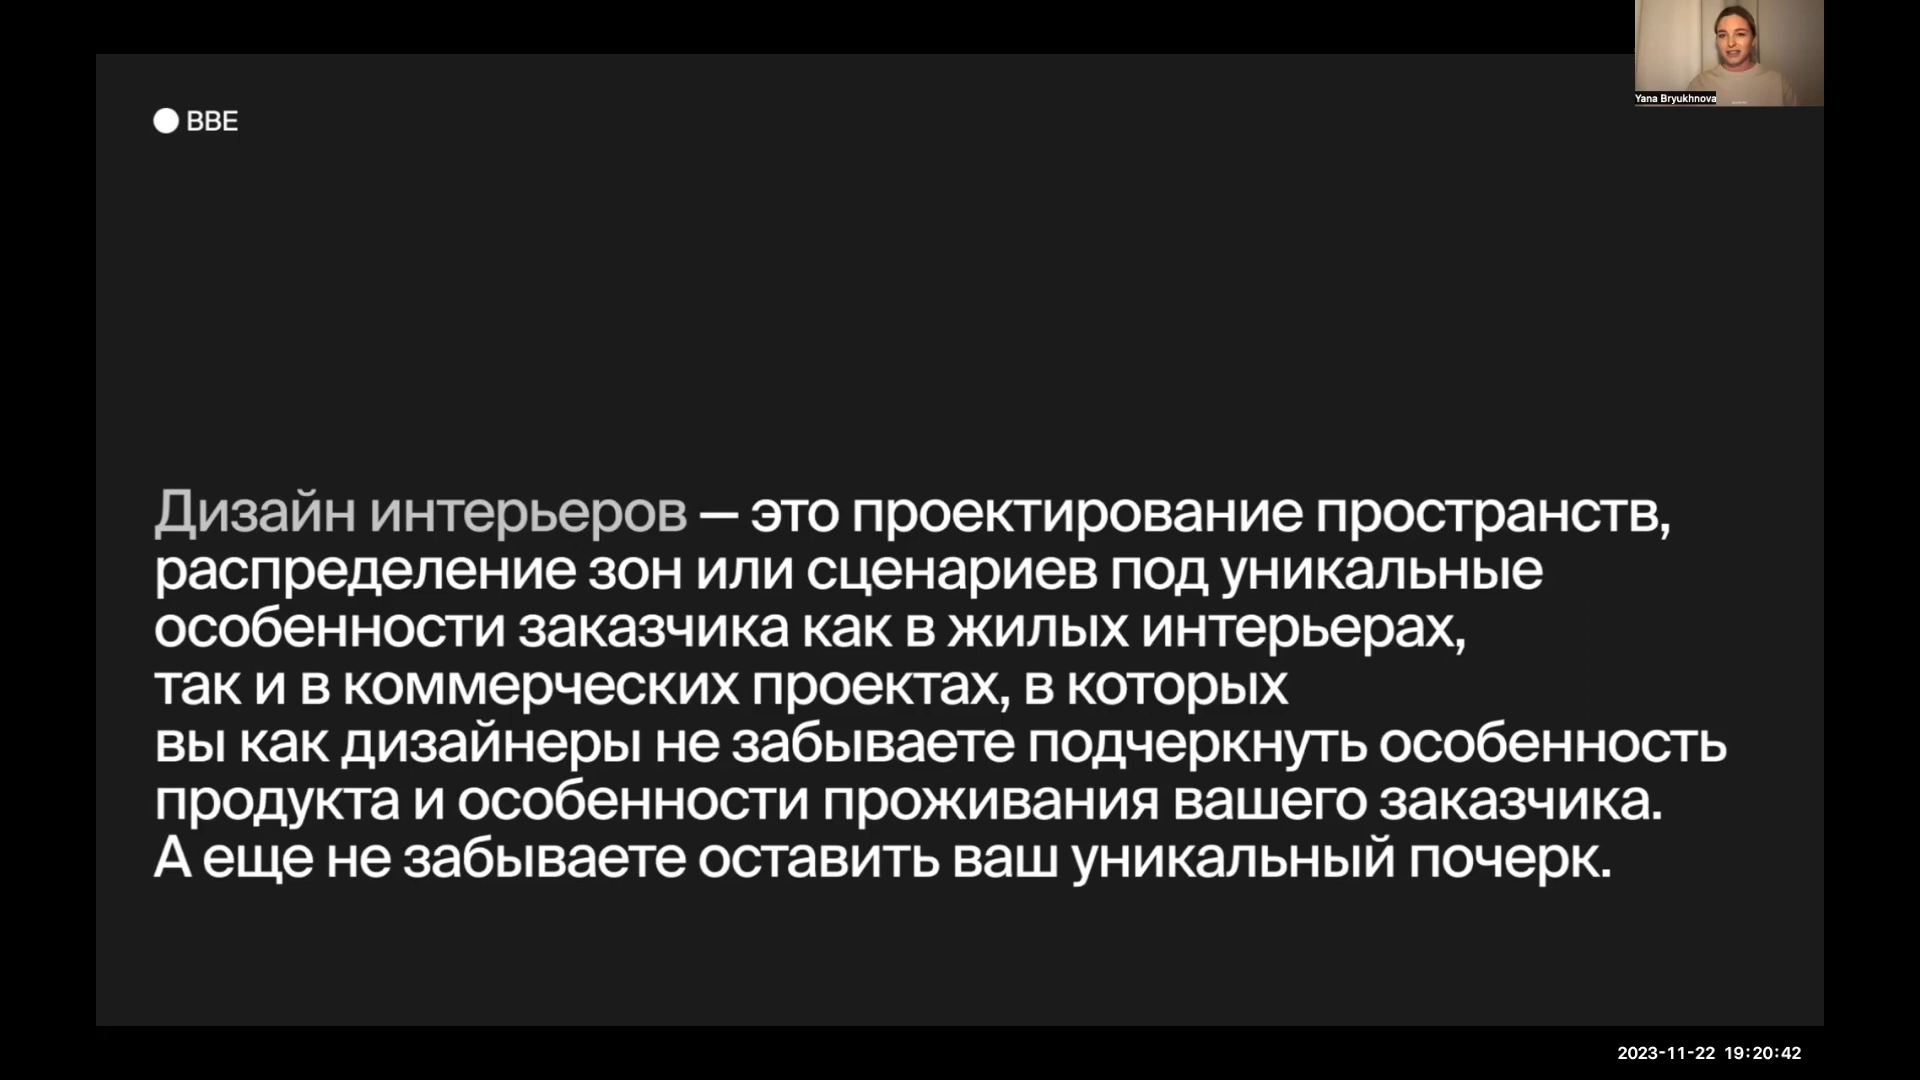 Yana Bryukhnova
BBE
Дизайн интерьеров — это проектирование пространств,
распределение зон или сценариев под уникальные
особенности заказчика как в жилых интерьерах,
так и в коммерческих проектах, в которых
вы как дизайнеры не забываете подчеркнуть особенность
продукта и особенности проживания вашего заказчика.
А еще не забываете оставить ваш уникальный почерк.
2023-11-22 19:20:42